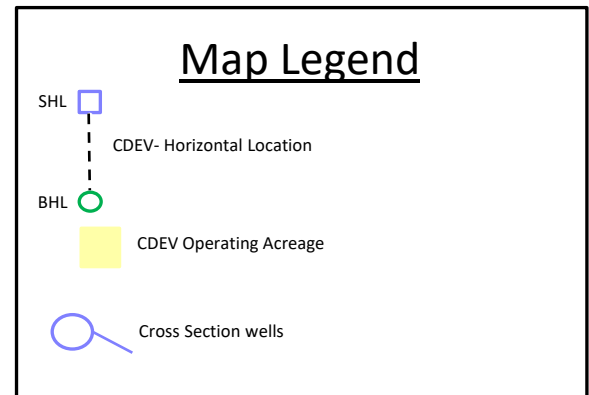 Map Legend
SHL
CDEV- Horizontal Location
BHL
CDEV Operating Acreage
Cross Section wells